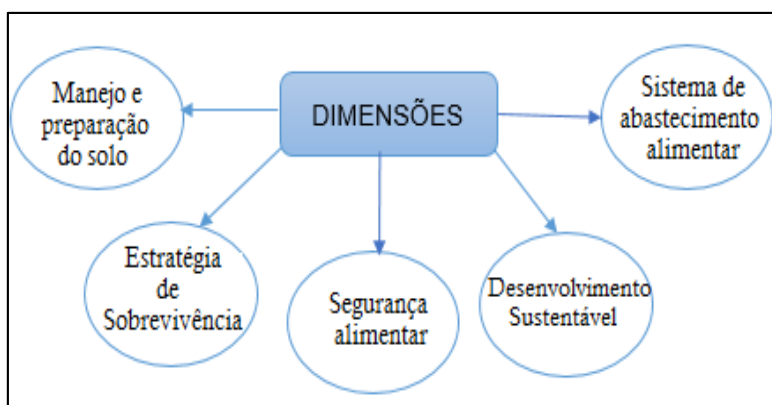 DIMENSÕES
Manejo e
preparação
do solo
Estratégia
de
Sobrevivência
Segurança
alimentar
Desenvolvimento
Sustentável
Sistema de
abastecimento
alimentar